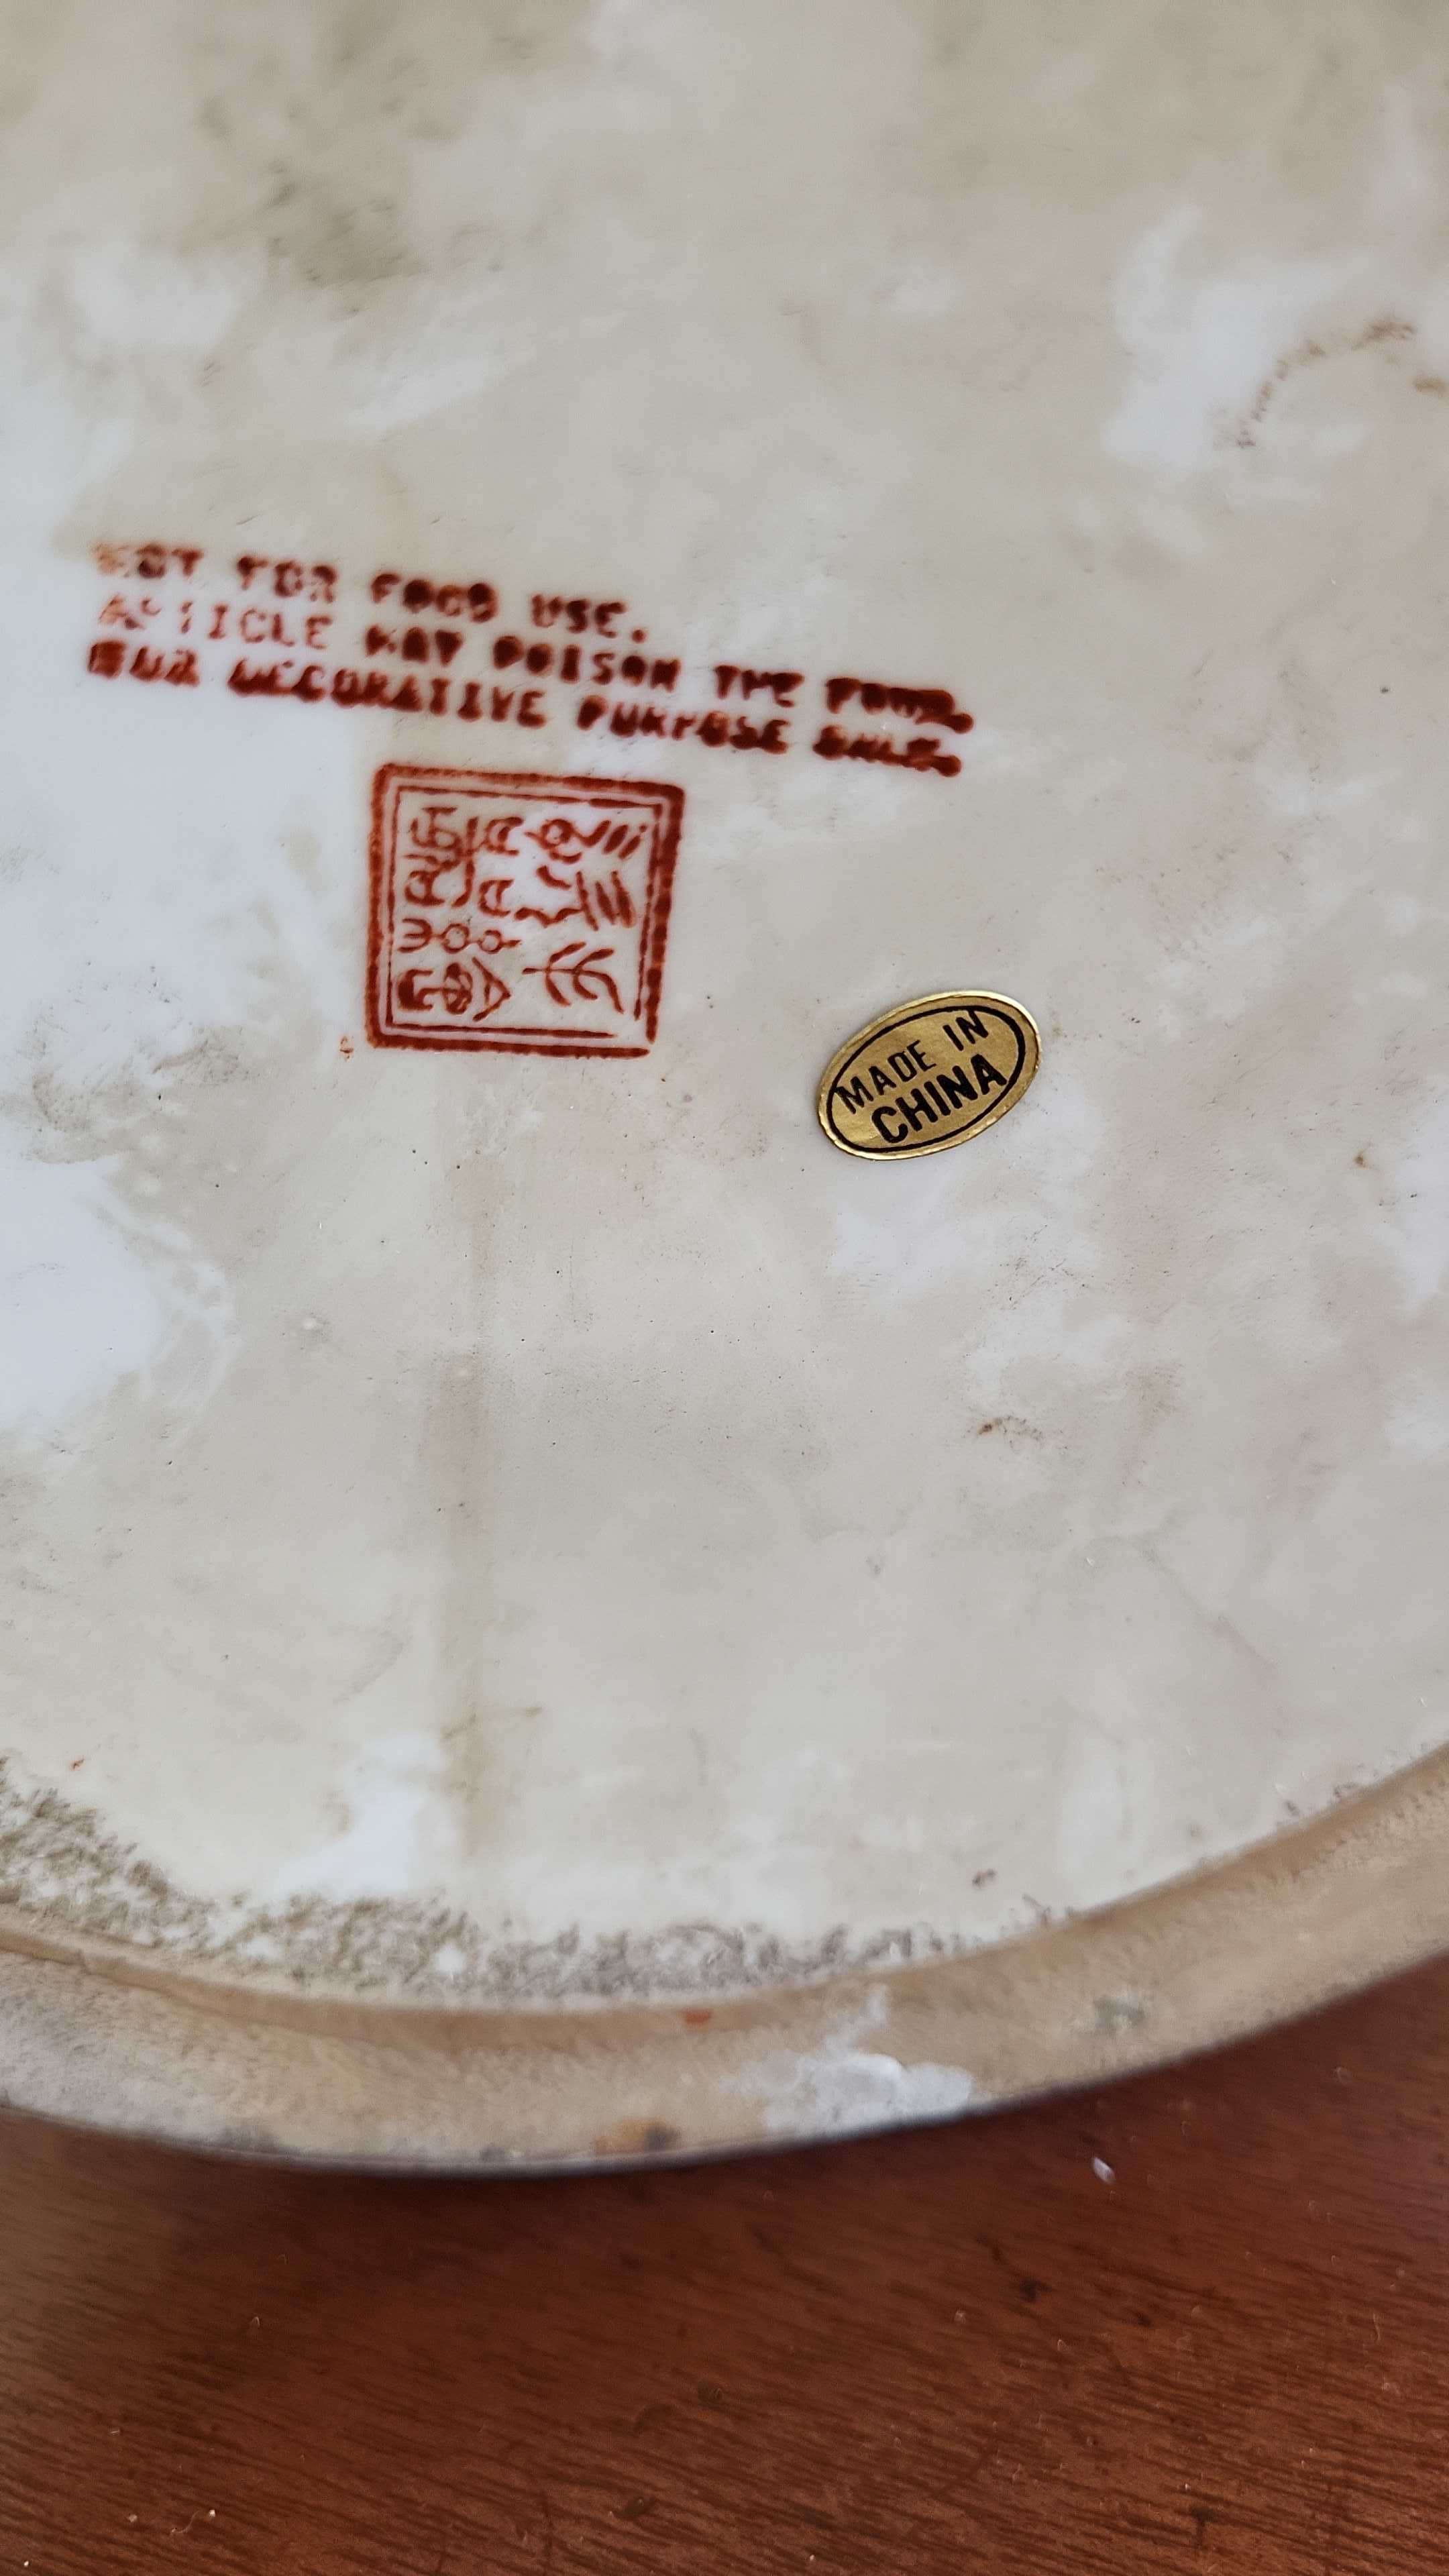 NOT FOR FOOD USE.
ARTICLE MAY POISON THE FOOD.
FOR DECORATIVE PURPOSE ONLY.
MADE IN
CHINA